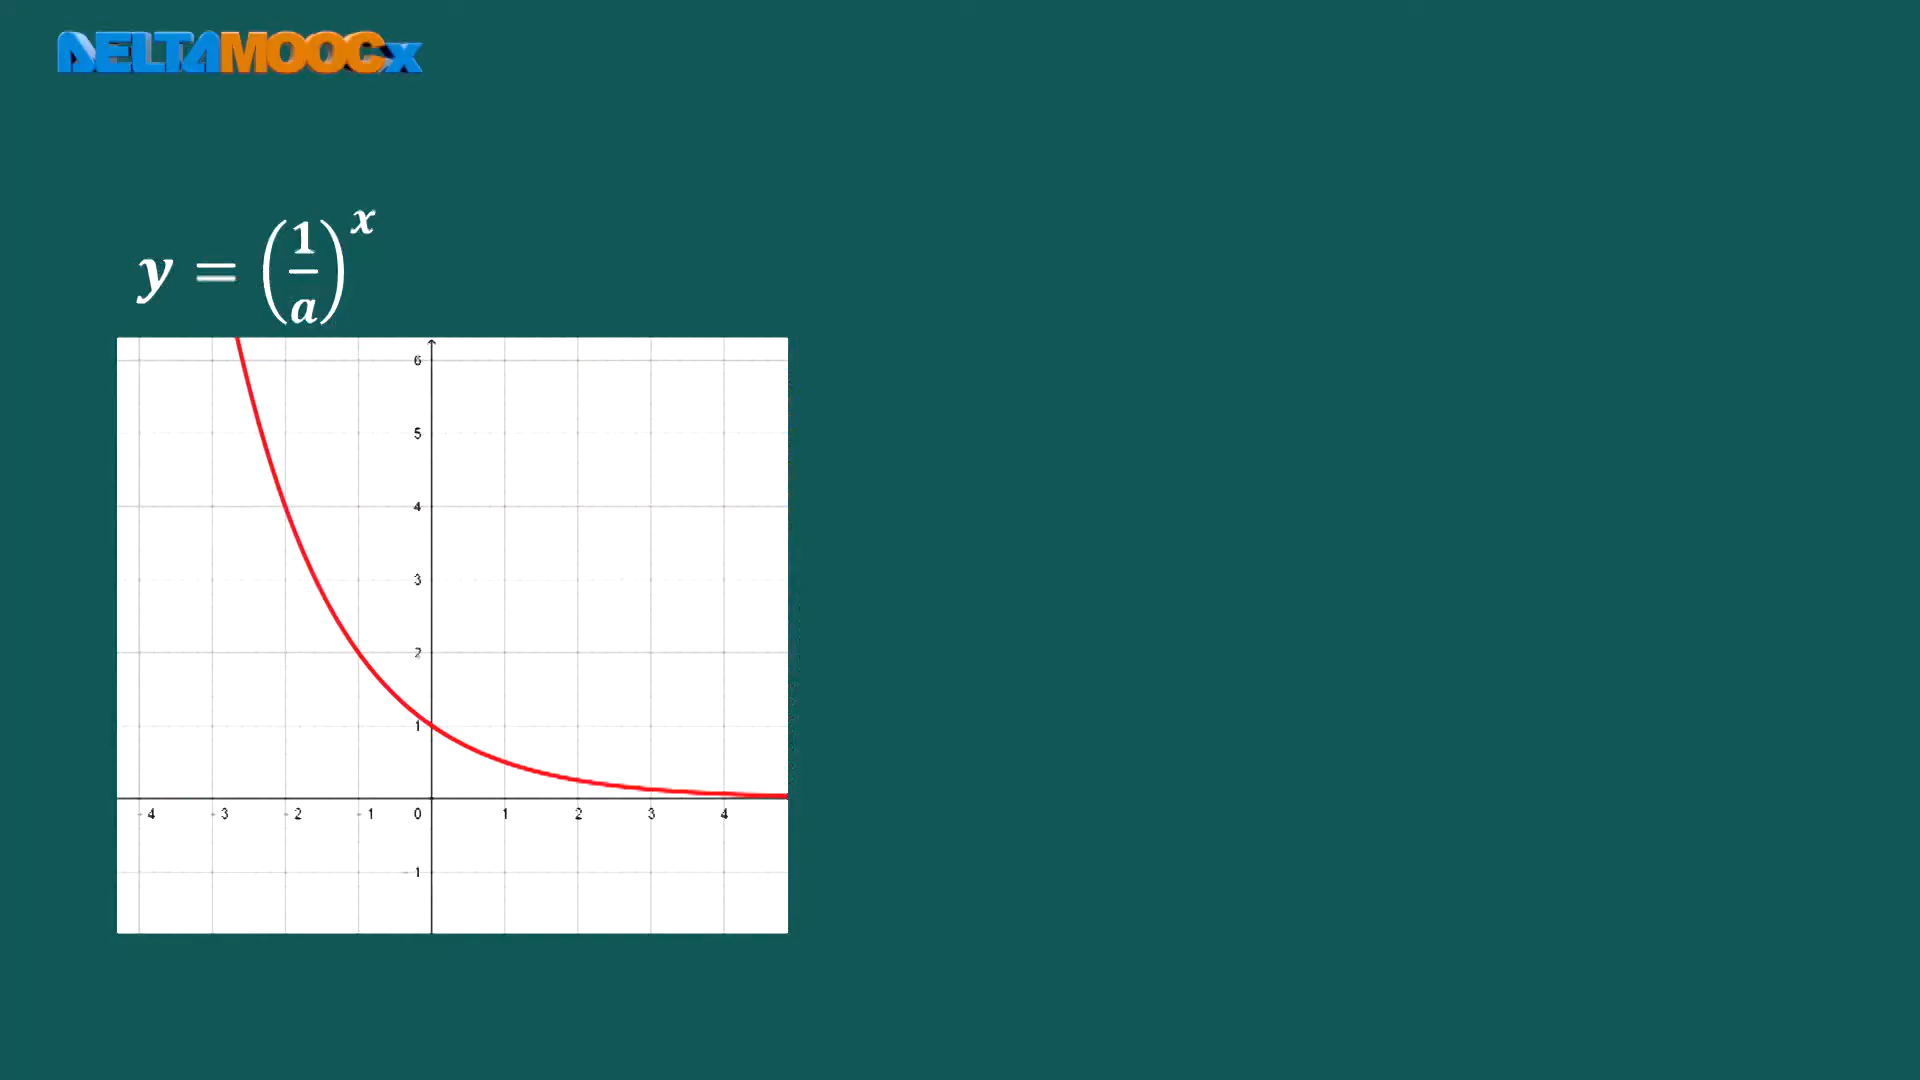 DELTAMOOCx
y = (1/a)^x
6
5
4
3
2
1
- 4 - 3 - 2 - 1 0 1 2 3 4
- 1